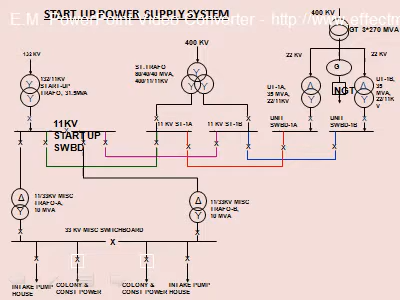 START UP POWER SUPPLY SYSTEM
E.M. PowerPoint Video Converter - http://www.effectm
400 KV
GT 3*270 MVA
132 KV
400 KV
22 KV
22 KV
132/11KV
START-UP
TRAFO, 31.5MVA
ST. TRAFO
80/40/40 MVA,
400/11/11KV
G
NGT
UT-1A,
35 MVA,
22/11KV
UT-1B,
35
MVA,
22/11K
V
11KV
START UP
SWBD
11 KV ST-1A
11 KV ST-1B
UNIT
SWBD-1A
UNIT
SWBD-1B
11/33KV MISC
TRAFO-A,
10 MVA
11/33KV MISC
TRAFO-B,
10 MVA
33 KV MISC SWITCHBOARD
INTAKE PUMP
HOUSE
COLONY &
CONST POWER
COLONY &
CONST POWER
INTAKE PUMP
HOUSE